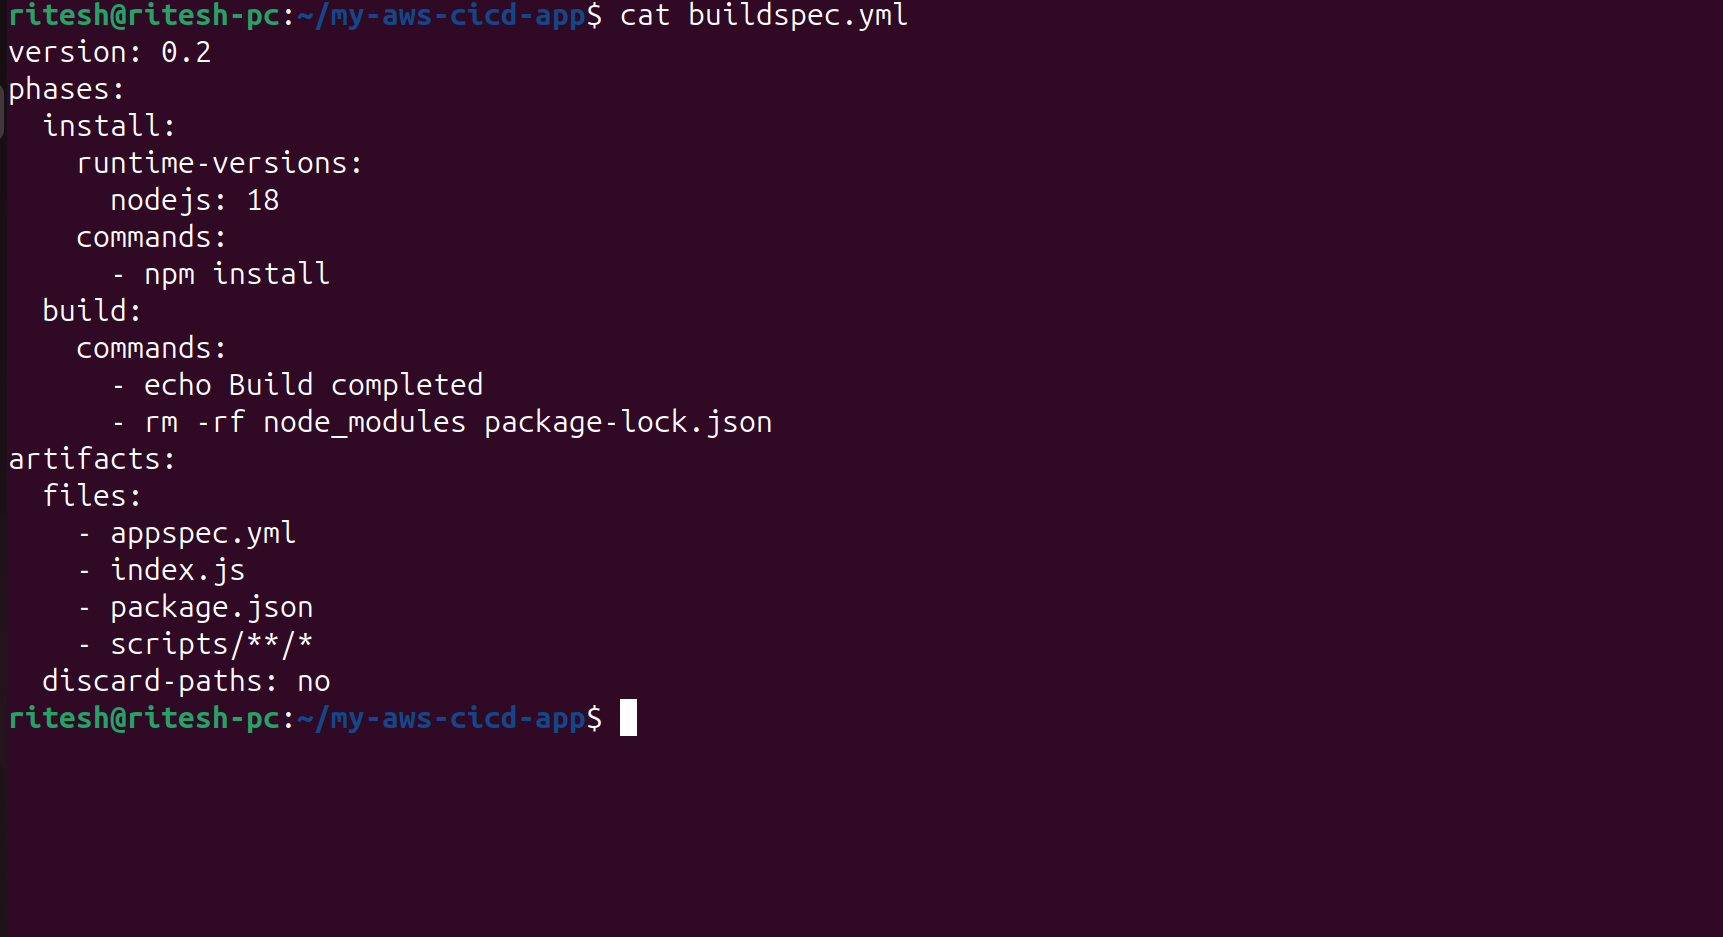 ritesh@ritesh-pc:~/my-aws-cicd-app$ cat buildspec.yml
version: 0.2
phases:
  install:
    runtime-versions:
      nodejs: 18
    commands:
      - npm install
  build:
    commands:
      - echo Build completed
      - rm -rf node_modules package-lock.json
artifacts:
  files:
    - appspec.yml
    - index.js
    - package.json
    - scripts/**/*
  discard-paths: no
ritesh@ritesh-pc:~/my-aws-cicd-app$